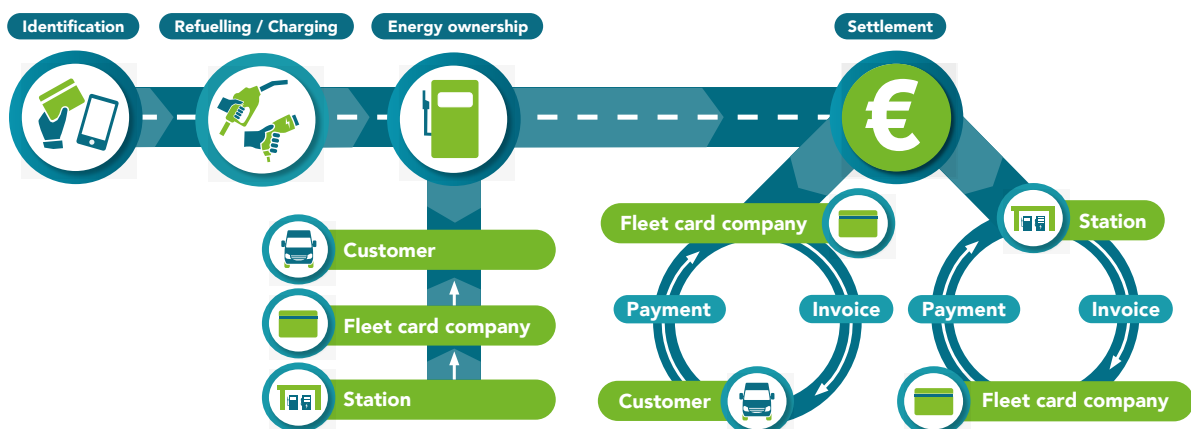 Identification
Refuelling / Charging
Energy ownership
Settlement
€
Customer
Fleet card company
Station
Fleet card company
Payment
Invoice
Customer
Station
Payment
Invoice
Fleet card company